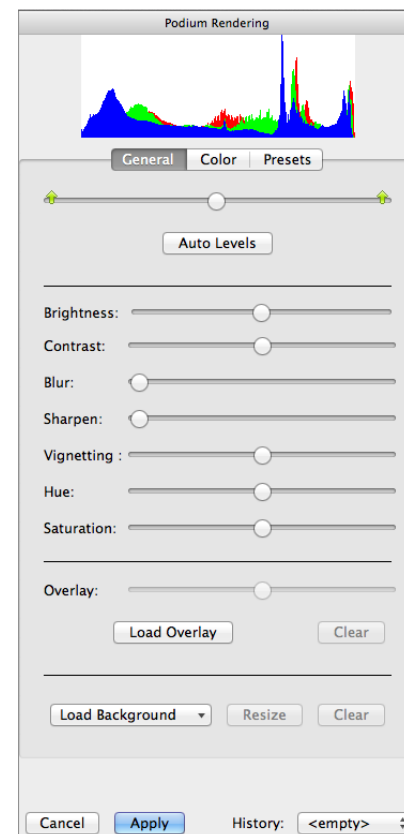 Podium Rendering
General Color Presets
Auto Levels
Brightness:
Contrast:
Blur:
Sharpen:
Vignetting :
Hue:
Saturation:
Overlay:
Load Overlay Clear
Load Background Resize Clear
Cancel Apply History: <empty>